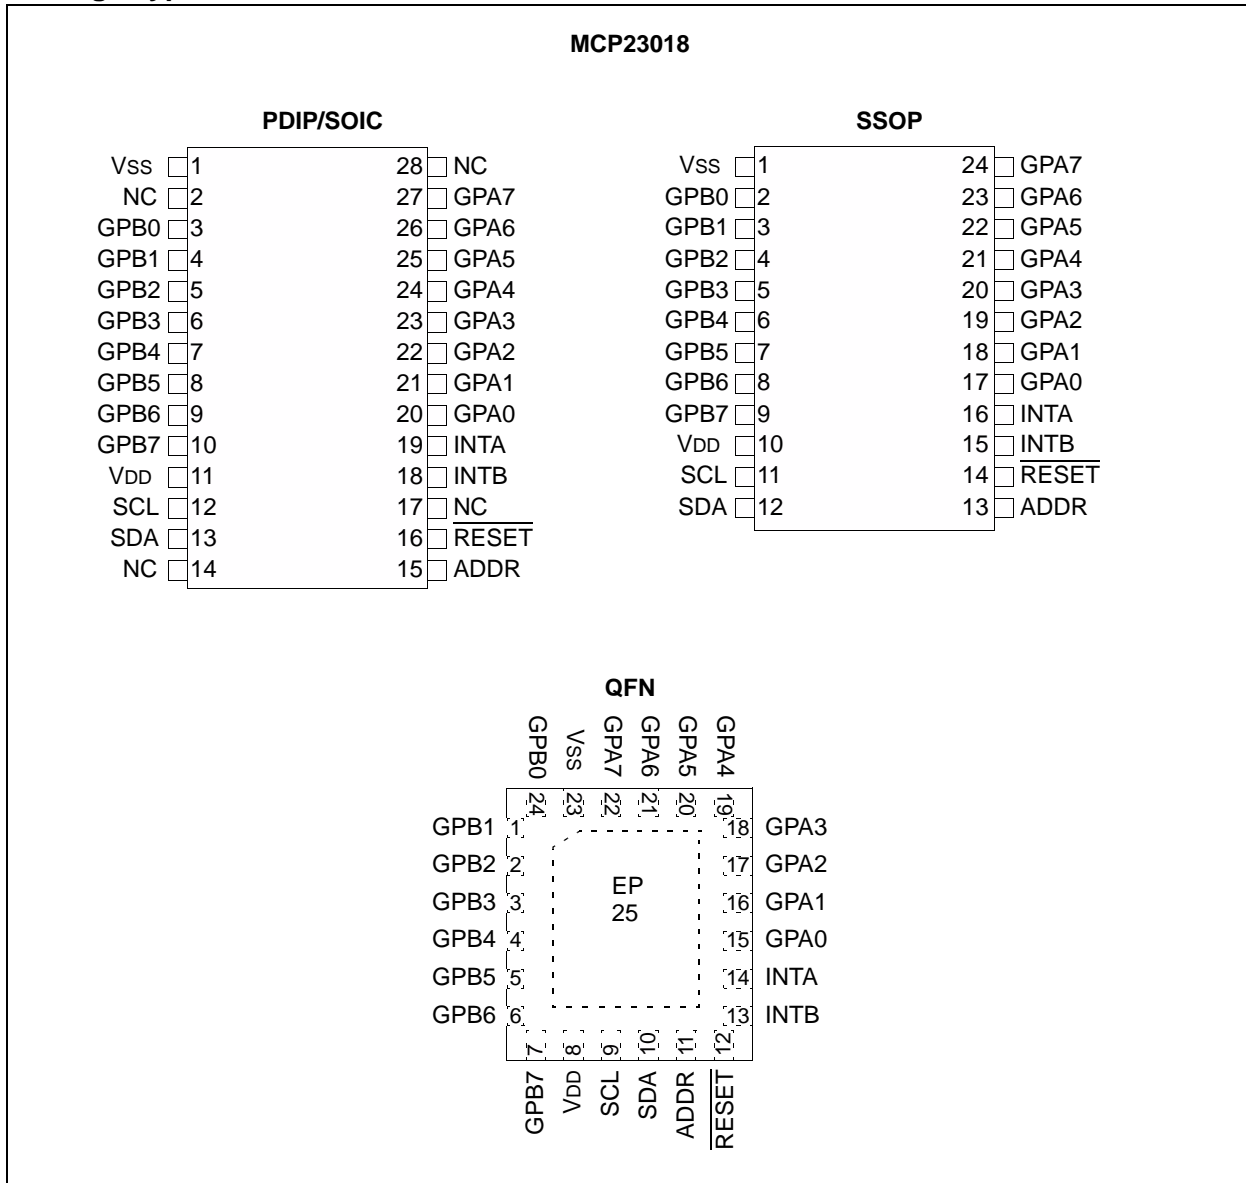 MCP23018
PDIP/SOIC
VSS 1 28 NC
NC 2 27 GPA7
GPB0 3 26 GPA6
GPB1 4 25 GPA5
GPB2 5 24 GPA4
GPB3 6 23 GPA3
GPB4 7 22 GPA2
GPB5 8 21 GPA1
GPB6 9 20 GPA0
GPB7 10 19 INTA
VDD 11 18 INTB
SCL 12 17 NC
SDA 13 16 RESET
NC 14 15 ADDR
SSOP
VSS 1 24 GPA7
GPB0 2 23 GPA6
GPB1 3 22 GPA5
GPB2 4 21 GPA4
GPB3 5 20 GPA3
GPB4 6 19 GPA2
GPB5 7 18 GPA1
GPB6 8 17 GPA0
GPB7 9 16 INTA
VDD 10 15 INTB
SCL 11 14 RESET
SDA 12 13 ADDR
QFN
GPB0 VSS GPA7 GPA6 GPA5 GPA4
24 23 22 21 20 19
GPB1 1 18 GPA3
GPB2 2 17 GPA2
EP
25
GPB3 3 16 GPA1
GPB4 4 15 GPA0
GPB5 5 14 INTA
GPB6 6 13 INTB
7 8 9 10 11 12
GPB7 VDD SCL SDA ADDR RESET